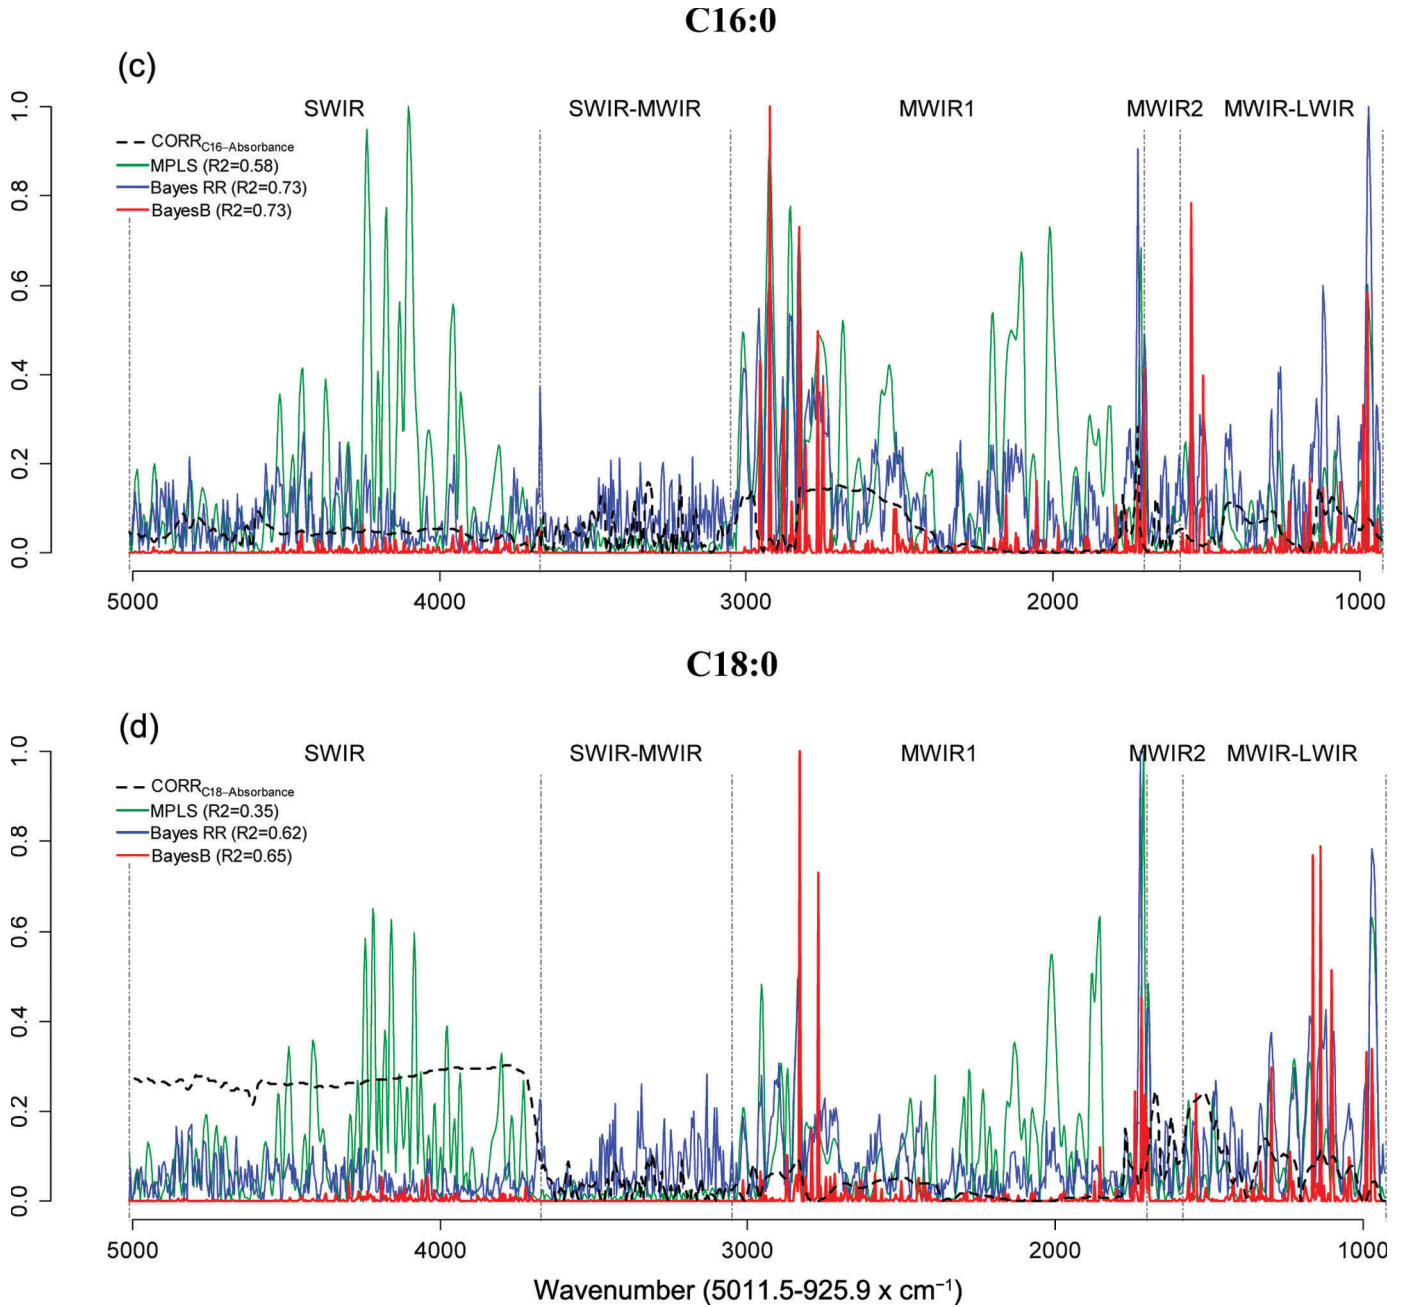 C16:0
(c)
SWIR SWIR-MWIR MWIR1 MWIR2 MWIR-LWIR
CORR C16–Absorbance
MPLS (R2=0.58)
Bayes RR (R2=0.73)
BayesB (R2=0.73)
1.0
0.8
0.6
0.4
0.2
0.0
5000 4000 3000 2000 1000
C18:0
(d)
SWIR SWIR-MWIR MWIR1 MWIR2 MWIR-LWIR
CORR C18–Absorbance
MPLS (R2=0.35)
Bayes RR (R2=0.62)
BayesB (R2=0.65)
1.0
0.8
0.6
0.4
0.2
0.0
5000 4000 3000 2000 1000
Wavenumber (5011.5-925.9 x cm⁻¹)